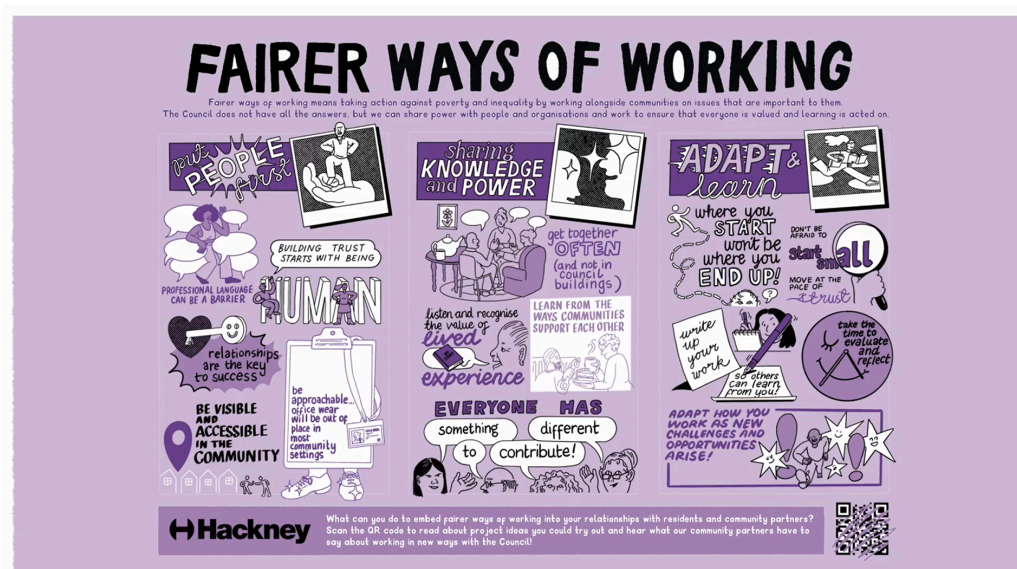 FAIRER WAYS OF WORKING
Fairer ways of working means taking action against poverty and inequality by working alongside communities on issues that are important to them.
The Council does not have all the answers, but we can share power with people and organisations and work to ensure that everyone is valued and learning is acted on.
put
PEOPLE
first
PROFESSIONAL LANGUAGE
CAN BE A BARRIER
BUILDING TRUST
STARTS WITH BEING
HUMAN
relationships
are the key
to success
be
approachable.
office wear
will be out of
place in
most
community
settings
BE VISIBLE
AND
ACCESSIBLE
IN THE
COMMUNITY
sharing
KNOWLEDGE
and POWER
get together
OFTEN
(and not in
council
buildings)
listen and recognise
the value of
lived
experience
LEARN FROM THE
WAYS COMMUNITIES
SUPPORT EACH OTHER
EVERYONE HAS
something different
to contribute!
ADAPT &
learn
where you
START
won't be
where you
END UP!
?
DON'T BE
AFRAID TO
start small
MOVE AT THE
PACE OF
trust
write
up
your
work
so others
can learn
from you!
take the
time to
evaluate
and
reflect
ADAPT HOW YOU
WORK AS NEW
CHALLENGES AND
OPPORTUNITIES
ARISE!
Hackney
What can you do to embed fairer ways of working into your relationships with residents and community partners?
Scan the QR code to read about project ideas you could try out and hear what our community partners have to
say about working in new ways with the Council!